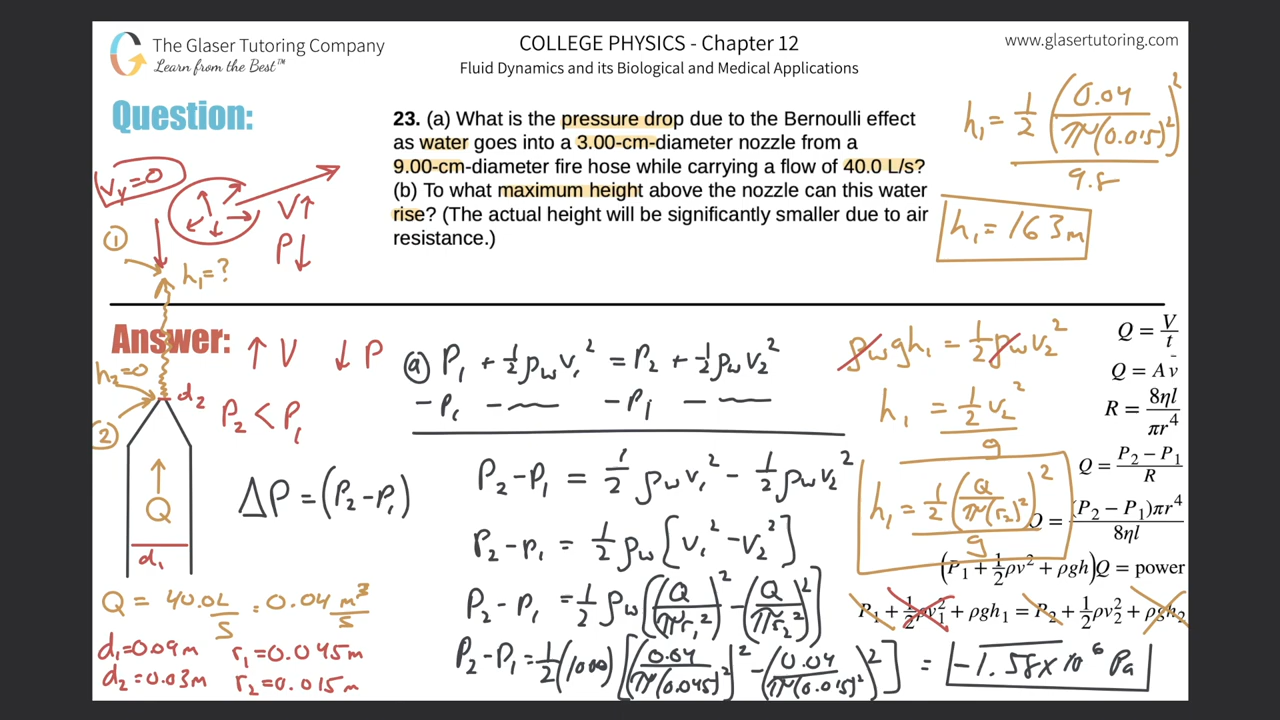 The Glaser Tutoring Company
Learn from the Best™
COLLEGE PHYSICS - Chapter 12
Fluid Dynamics and its Biological and Medical Applications
www.glasertutoring.com
Question:
23. (a) What is the pressure drop due to the Bernoulli effect
as water goes into a 3.00-cm-diameter nozzle from a
9.00-cm-diameter fire hose while carrying a flow of 40.0 L/s?
(b) To what maximum height above the nozzle can this water
rise? (The actual height will be significantly smaller due to air
resistance.)
h₁ = 1/2 (0.04/(π(0.015)²))² / 9.8
h₁ = 163 m
Vy = 0
V↑
P↓
①
h₁ = ?
Answer:
↑ V ↓ P
h₂=0
d₂
②
P₂ < P₁
Q
d₁
ΔP = (P₂ - P₁)
Q = 40.0 L/S = 0.04 m³/s
d₁=0.09m r₁=0.045m
d₂=0.03m r₂=0.015m
ⓐ P₁ + 1/2 ρw v₁² = P₂ + 1/2 ρw v₂²
- P₁ - - P₁ -
P₂ - P₁ = 1/2 ρw v₁² - 1/2 ρw v₂²
P₂ - P₁ = 1/2 ρw [v₁² - v₂²]
P₂ - P₁ = 1/2 ρw [(Q/(πr₁²))² - (Q/(πr₂²))²]
P₂ - P₁ = 1/2 (1000) [(0.04/(π(0.045)²))² - (0.04/(π(0.015)²))²] = -1.58 x 10⁶ Pa
ρw g h₁ = 1/2 ρw v₂²
h₁ = 1/2 v₂² / g
h₁ = 1/2 (Q/(π(r₂)²))² / g
Q = V/t
Q = A v̄
R = 8ηl/πr⁴
Q = (P₂ − P₁)/R
Q = (P₂ − P₁)πr⁴/8ηl
(P₁ + 1/2 ρv² + ρgh)Q = power
P₁ + 1/2 ρv₁² + ρgh₁ = P₂ + 1/2 ρv₂² + ρgh₂